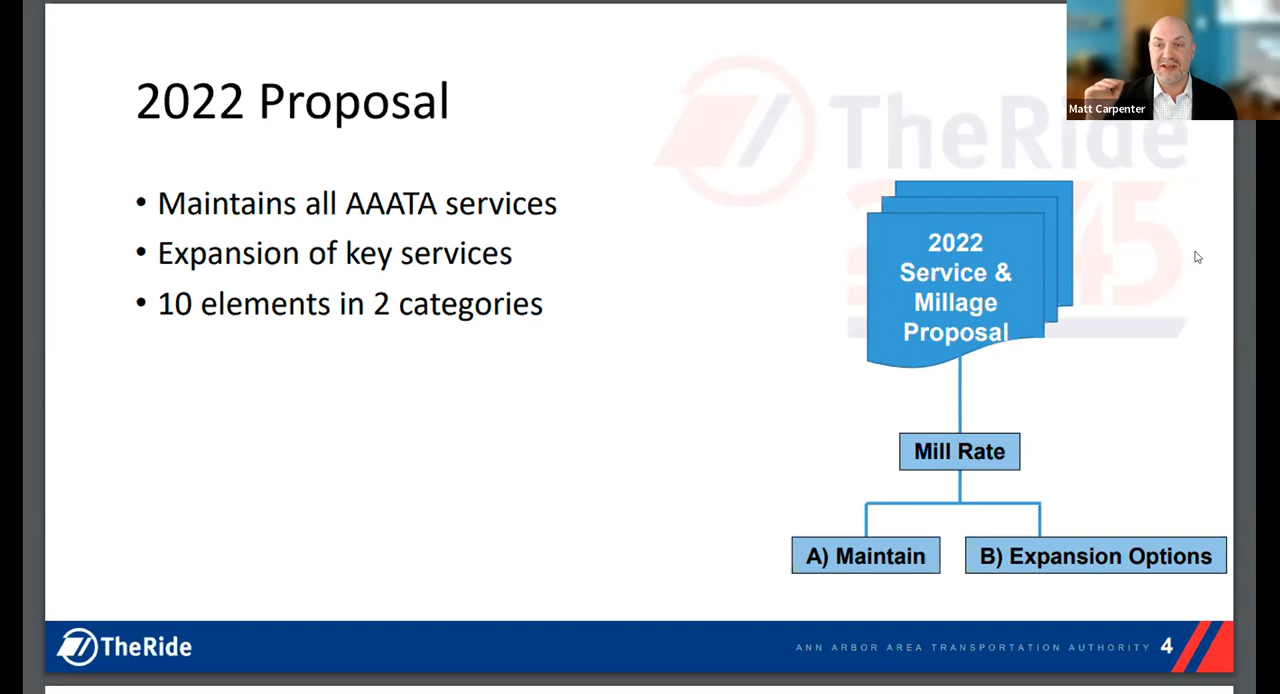 2022 Proposal
• Maintains all AAATA services
• Expansion of key services
• 10 elements in 2 categories
TheRide
2045
Matt Carpenter
2022
Service &
Millage
Proposal
Mill Rate
A) Maintain
B) Expansion Options
TheRide
ANN ARBOR AREA TRANSPORTATION AUTHORITY 4